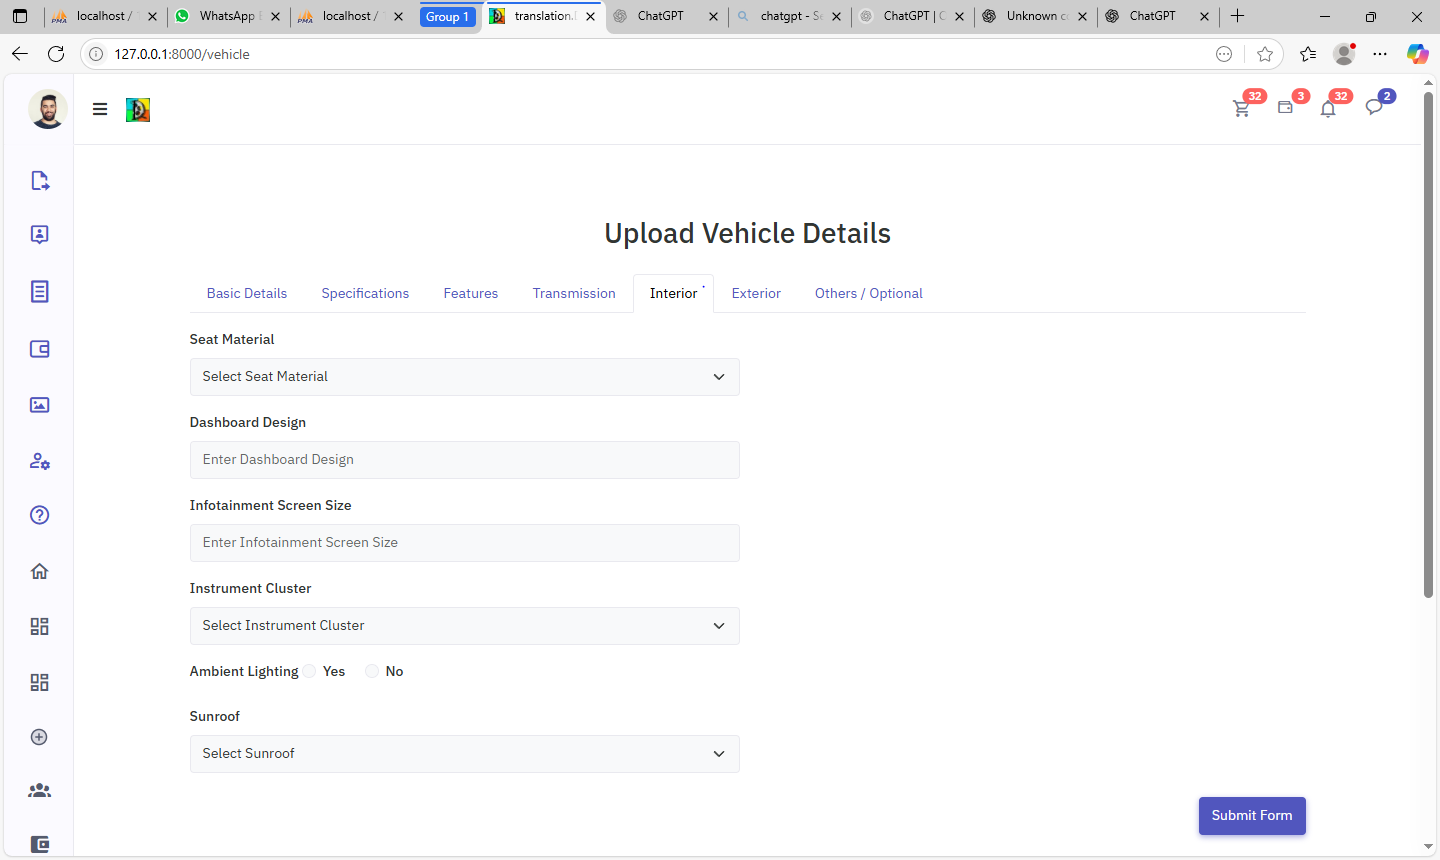 localhost /
WhatsApp
localhost /
Group 1
translation.
ChatGPT
chatgpt - Se
ChatGPT |
Unknown
ChatGPT
127.0.0.1:8000/vehicle
32
3
32
2
Upload Vehicle Details
Basic Details
Specifications
Features
Transmission
Interior
Exterior
Others / Optional
Seat Material
Select Seat Material
Dashboard Design
Enter Dashboard Design
Infotainment Screen Size
Enter Infotainment Screen Size
Instrument Cluster
Select Instrument Cluster
Ambient Lighting Yes No
Sunroof
Select Sunroof
Submit Form